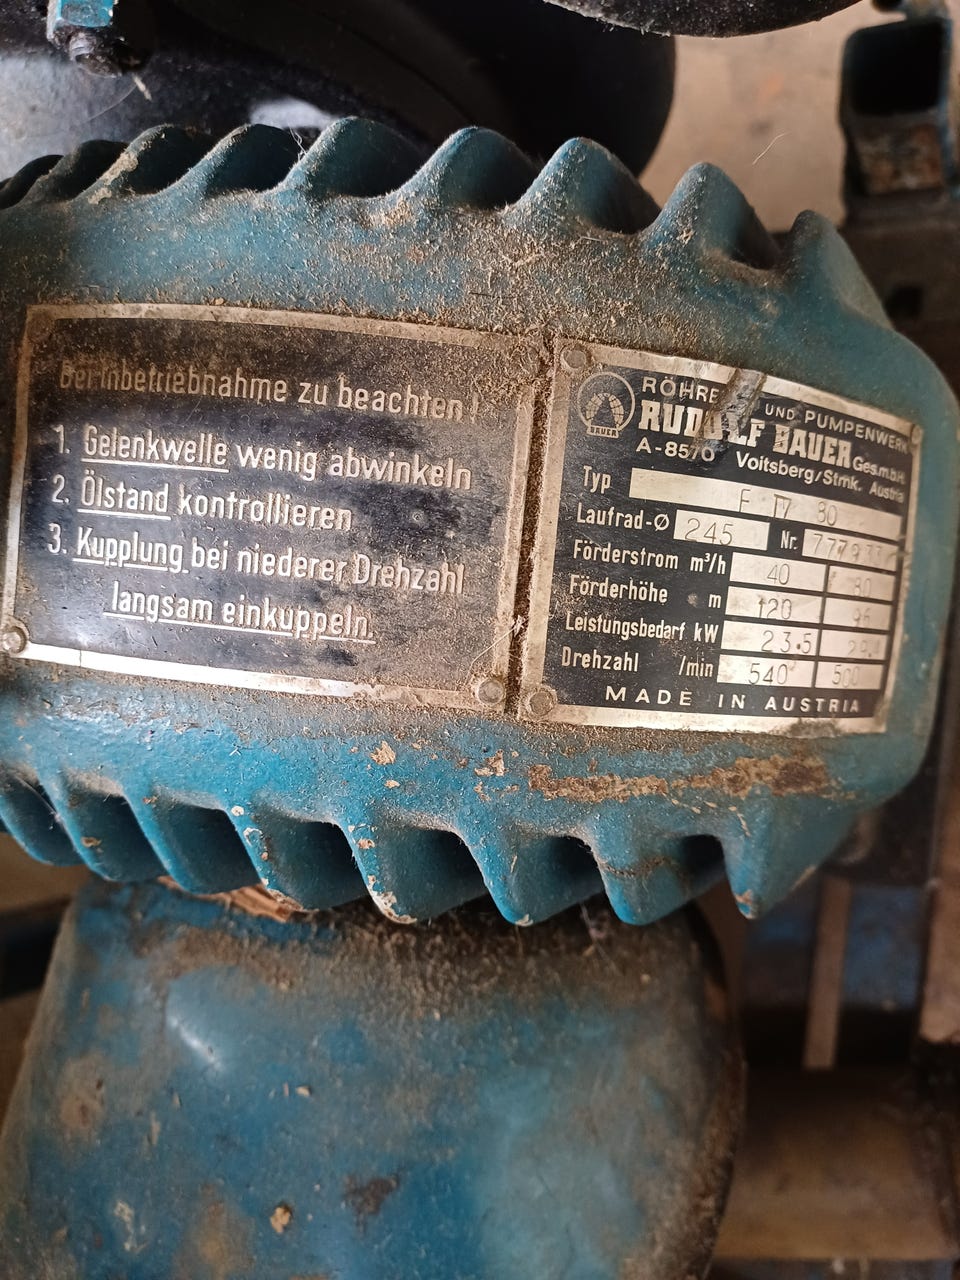 Bei Inbetriebnahme zu beachten!
1. Gelenkwelle wenig abwinkeln
2. Ölstand kontrollieren
3. Kupplung bei niederer Drehzahl
langsam einkuppeln.
BAUER
RÖHREN UND PUMPENWERK
RUDOLF BAUER Ges.m.b.H.
A-8570 Voitsberg/Stmk. Austria
Typ F IV 80
Laufrad-Ø 245 Nr.
Förderstrom m³/h 40 80
Förderhöhe m 120 96
Leistungsbedarf kW 23.5
Drehzahl /min 540 500
MADE IN AUSTRIA